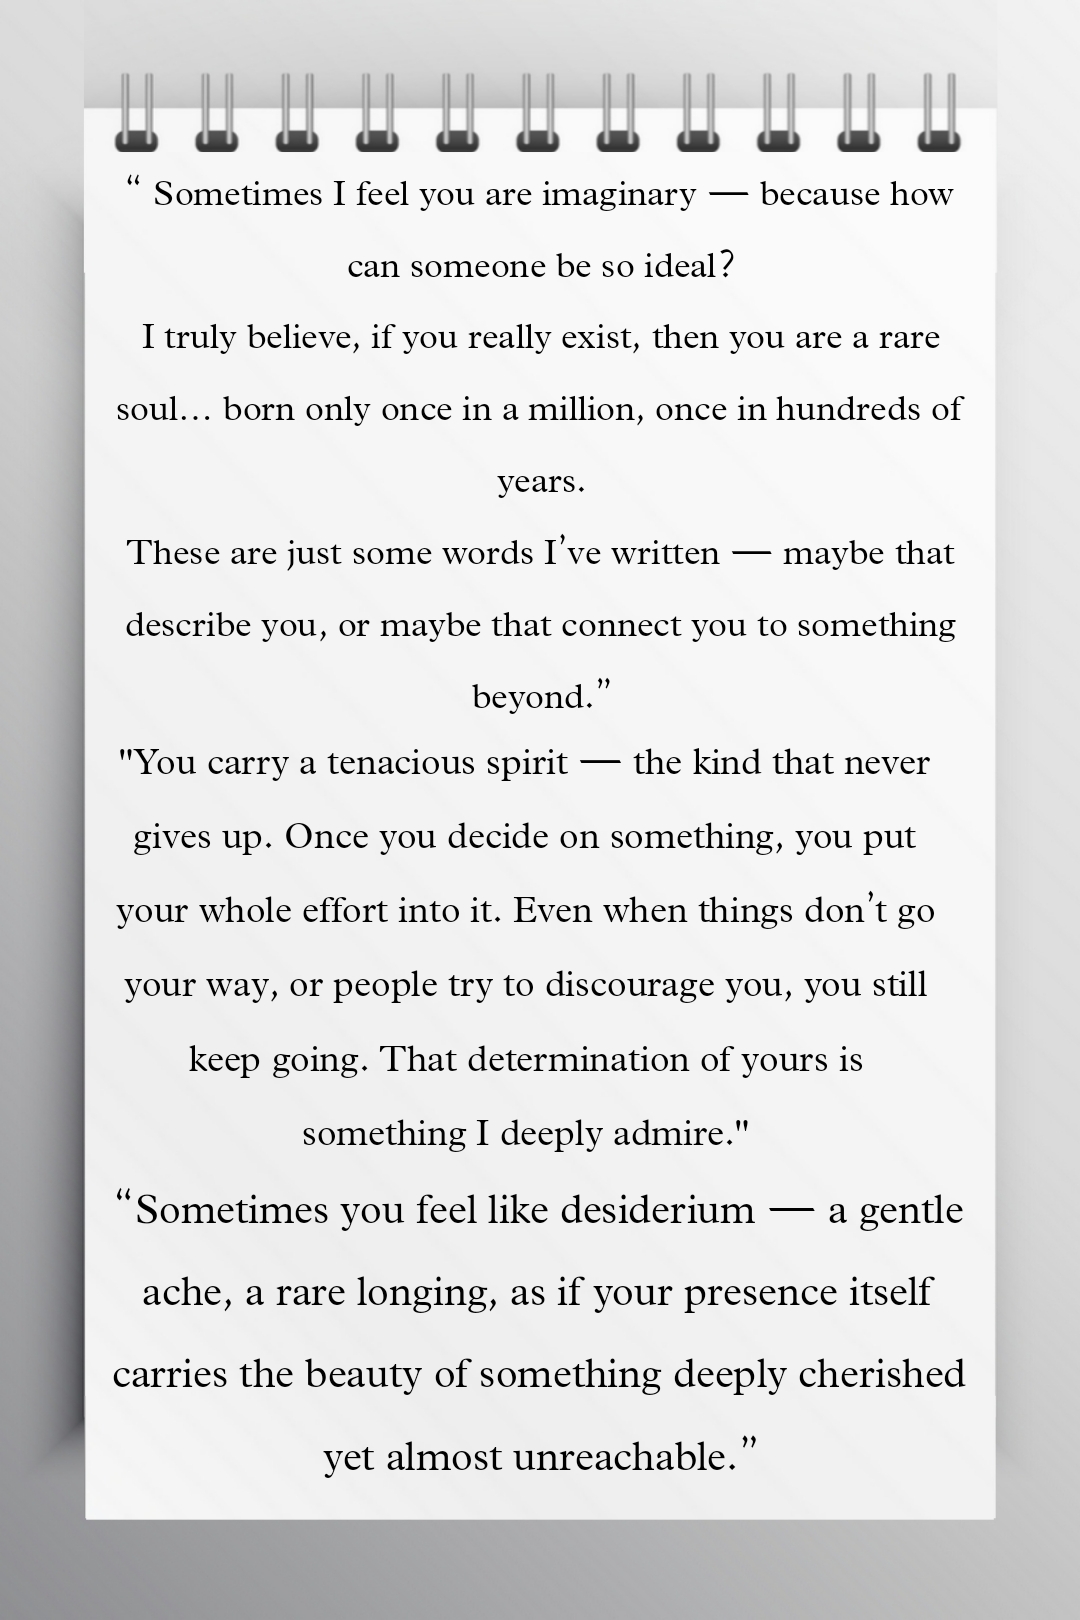 “ Sometimes I feel you are imaginary — because how
can someone be so ideal?
I truly believe, if you really exist, then you are a rare
soul… born only once in a million, once in hundreds of
years.
These are just some words I’ve written — maybe that
describe you, or maybe that connect you to something
beyond.”
"You carry a tenacious spirit — the kind that never
gives up. Once you decide on something, you put
your whole effort into it. Even when things don’t go
your way, or people try to discourage you, you still
keep going. That determination of yours is
something I deeply admire."
“Sometimes you feel like desiderium — a gentle
ache, a rare longing, as if your presence itself
carries the beauty of something deeply cherished
yet almost unreachable.”